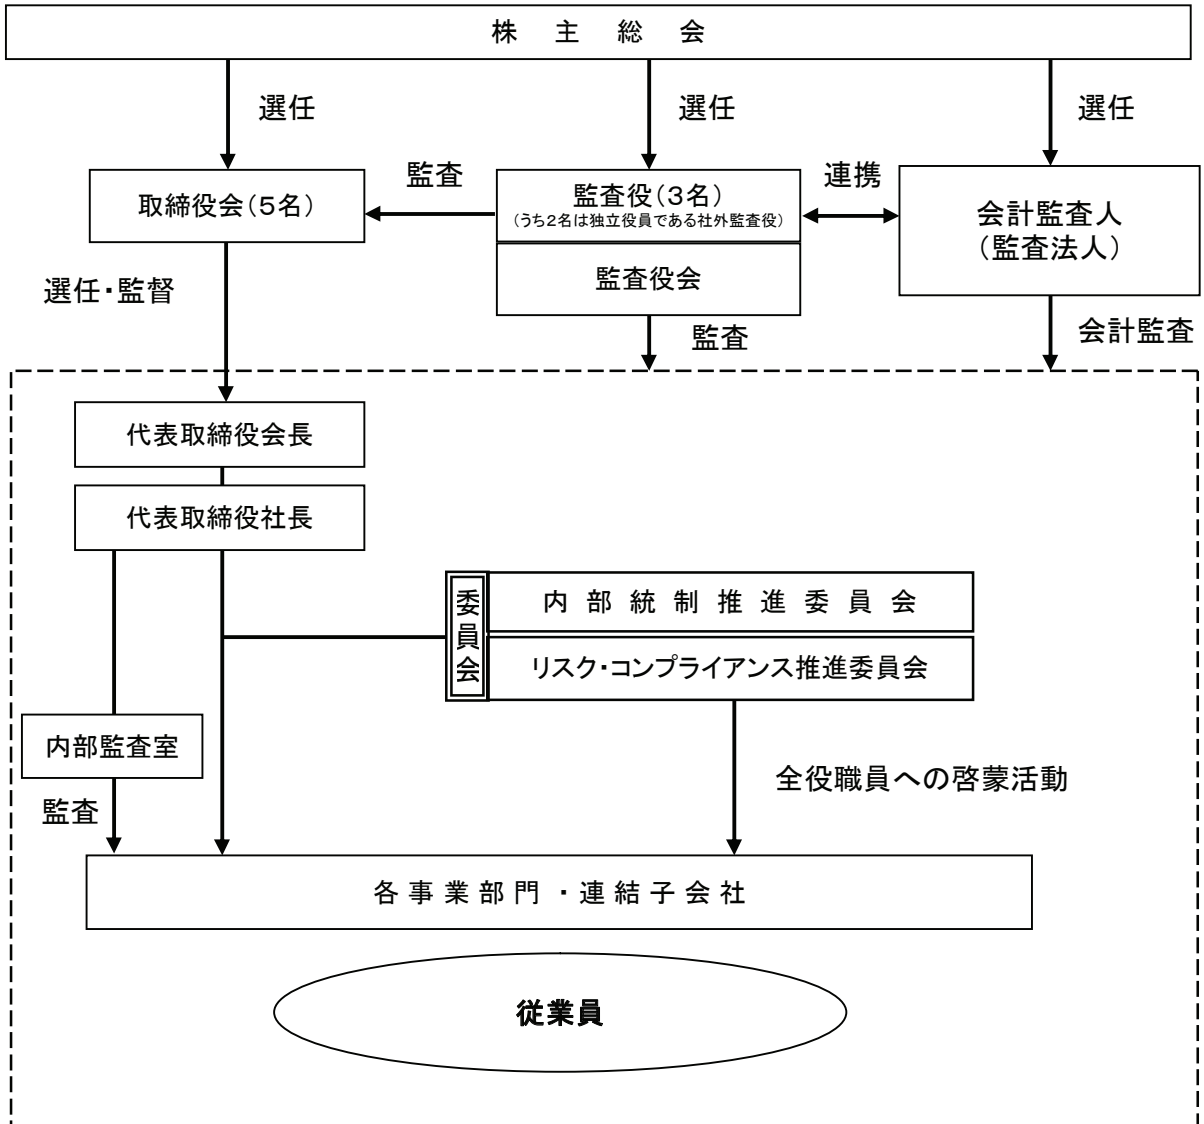 株 主 総 会
選任
選任
選任
取締役会(5名)
監査
監査役(3名)
(うち2名は独立役員である社外監査役)
監査役会
連携
会計監査人
(監査法人)
選任・監督
監査
会計監査
代表取締役会長
代表取締役社長
委員会
内 部 統 制 推 進 委 員 会
リスク・コンプライアンス推進委員会
内部監査室
監査
全役職員への啓蒙活動
各 事 業 部 門 ・ 連 結 子 会 社
従業員